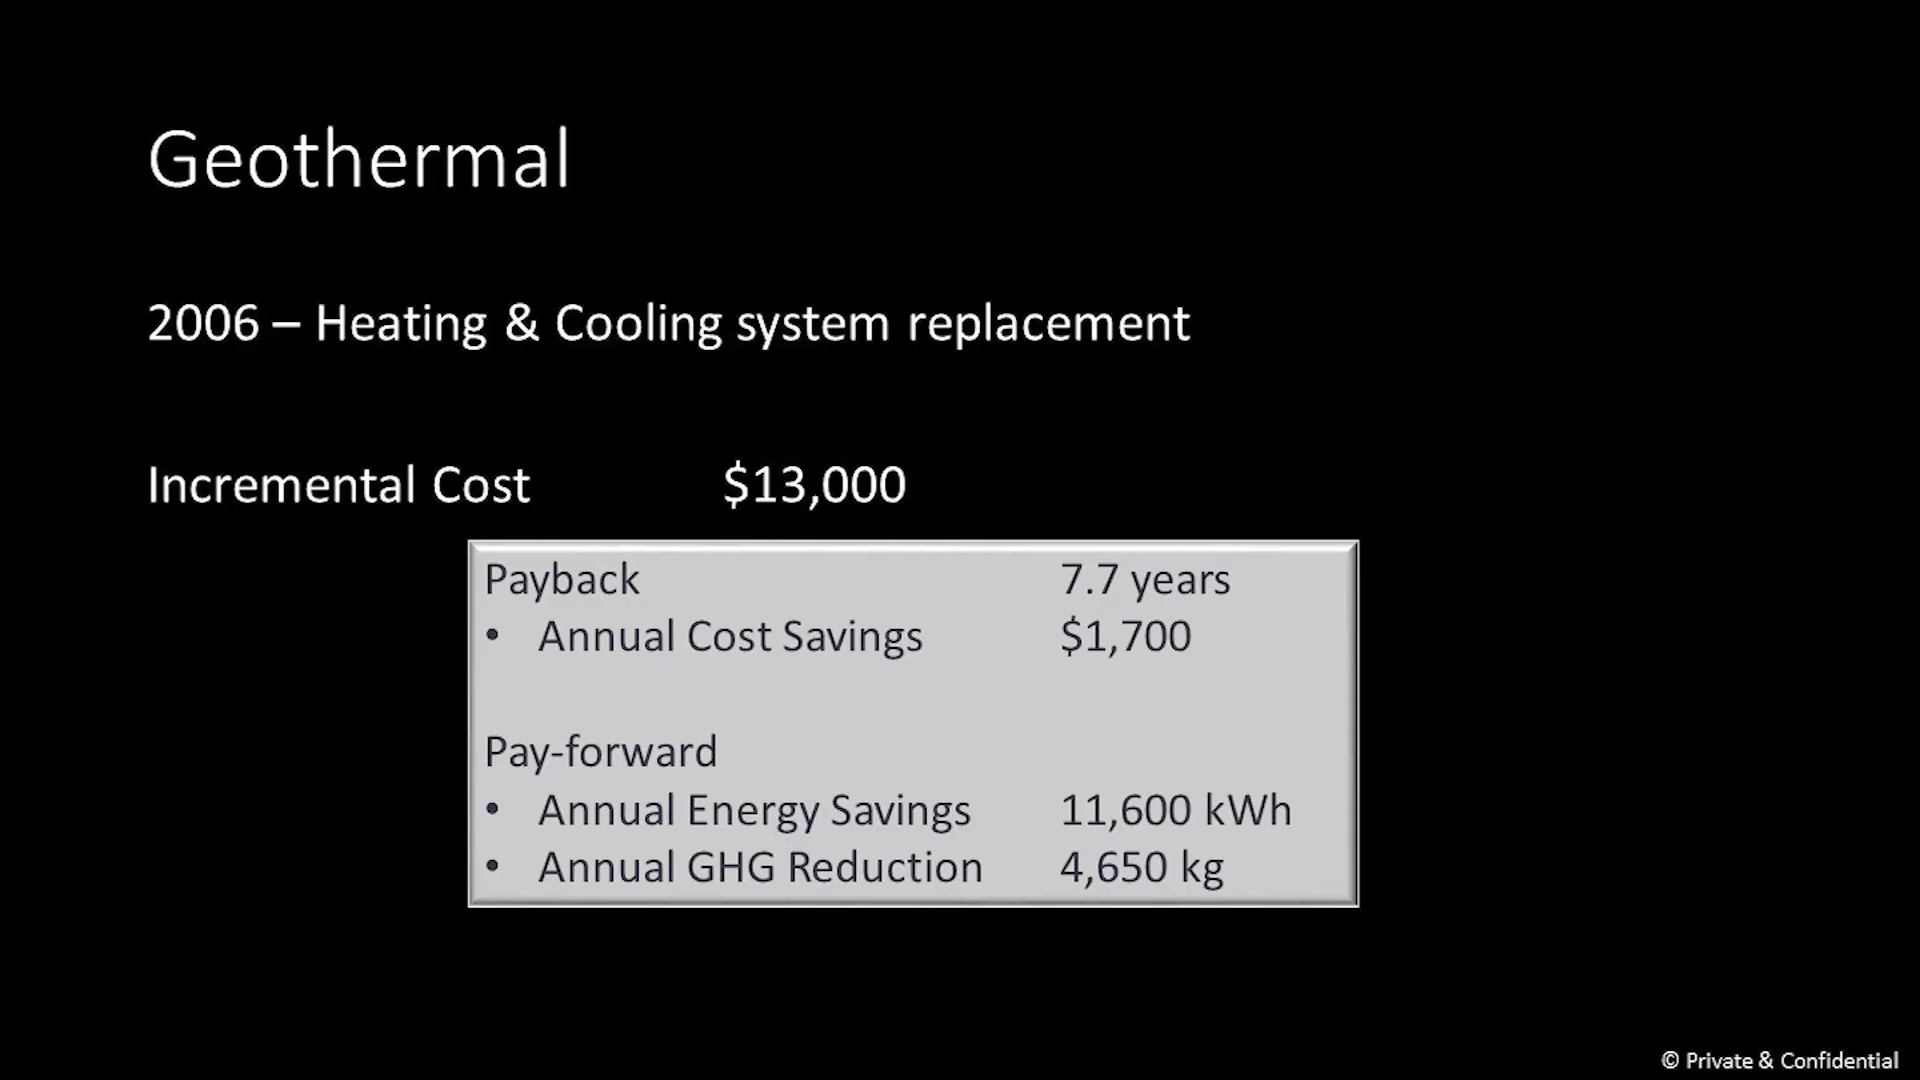 Geothermal
2006 – Heating & Cooling system replacement
Incremental Cost $13,000
Payback 7.7 years
• Annual Cost Savings $1,700
Pay-forward
• Annual Energy Savings 11,600 kWh
• Annual GHG Reduction 4,650 kg
© Private & Confidential